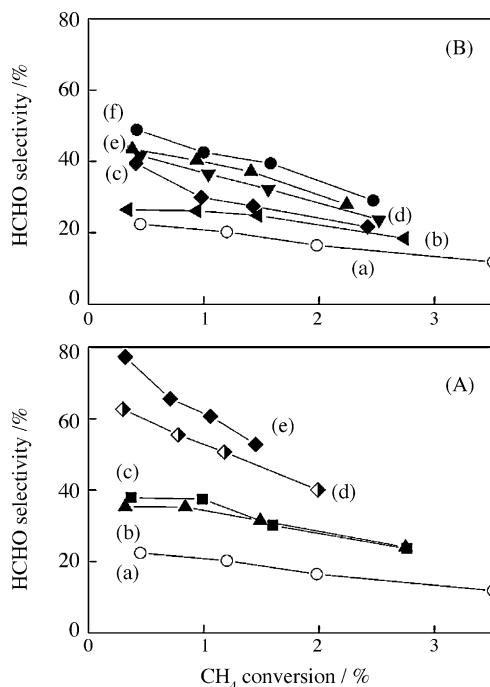 80
(B)
60
(f)
40
(e)
(c)
(d)
20
(b)
(a)
0
1
2
3
HCHO selectivity /%
80
(A)
60
(e)
40
(c)
(d)
(b)
20
(a)
0
0
1
2
3
HCHO selectivity /%
CH4 conversion / %